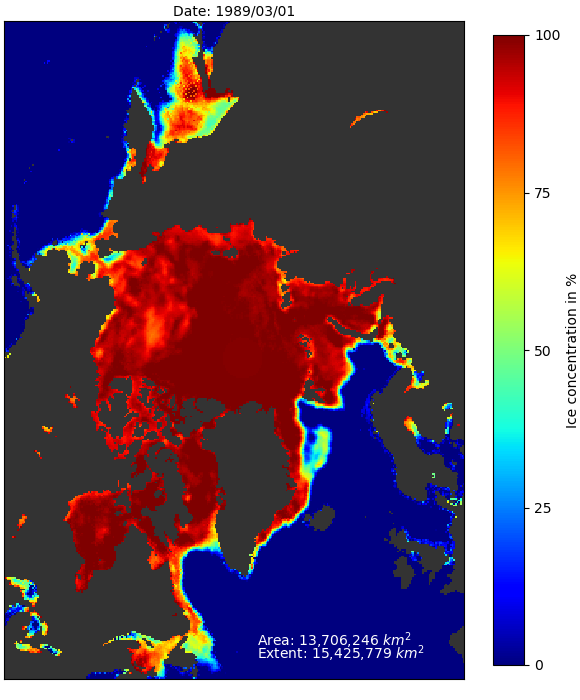 Date: 1989/03/01
100
75
50
25
0
Ice concentration in %
Area: 13,706,246 km²
Extent: 15,425,779 km²